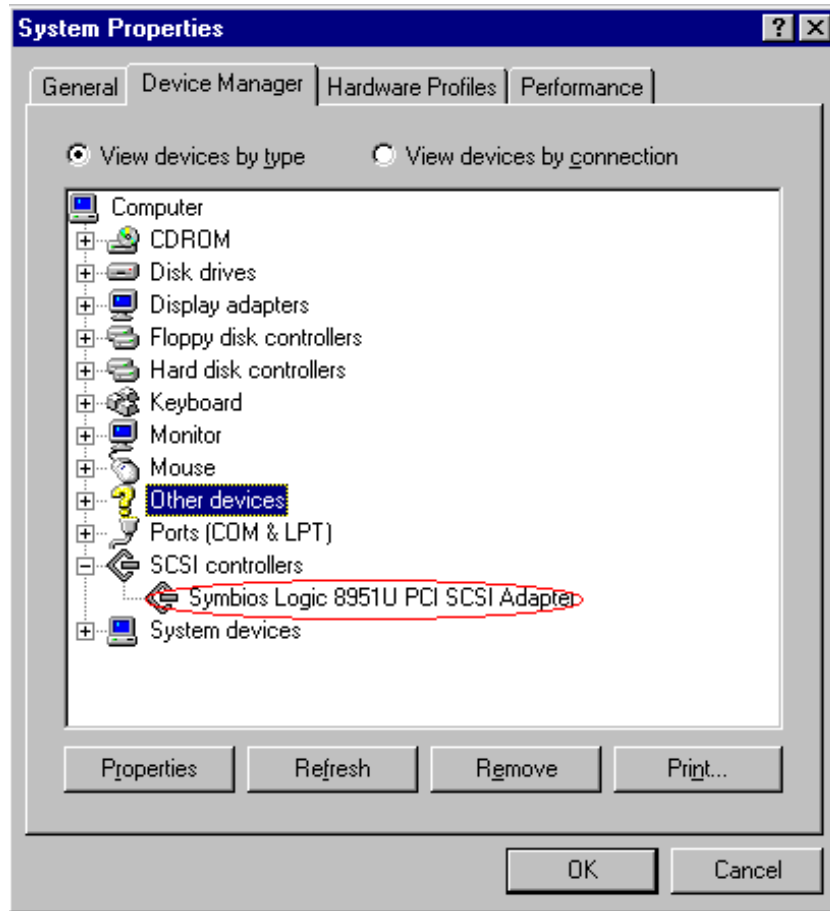 System Properties
General Device Manager Hardware Profiles Performance
View devices by type View devices by connection
Computer
CDROM
Disk drives
Display adapters
Floppy disk controllers
Hard disk controllers
Keyboard
Monitor
Mouse
Other devices
Ports (COM & LPT)
SCSI controllers
Symbios Logic 8951U PCI SCSI Adapter
System devices
Properties Refresh Remove Print...
OK Cancel